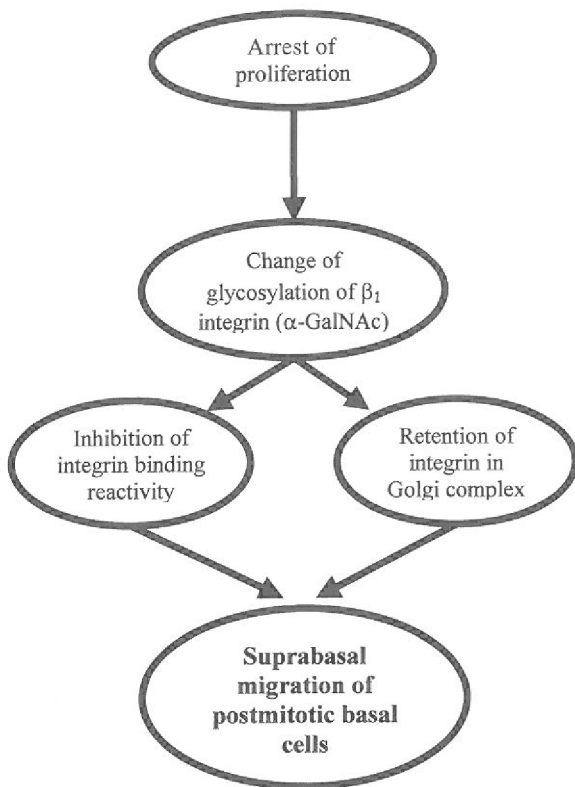 Arrest of
proliferation
Change of
glycosylation of β₁
integrin (α-GalNAc)
Inhibition of
integrin binding
reactivity
Retention of
integrin in
Golgi complex
Suprabasal
migration of
postmitotic basal
cells